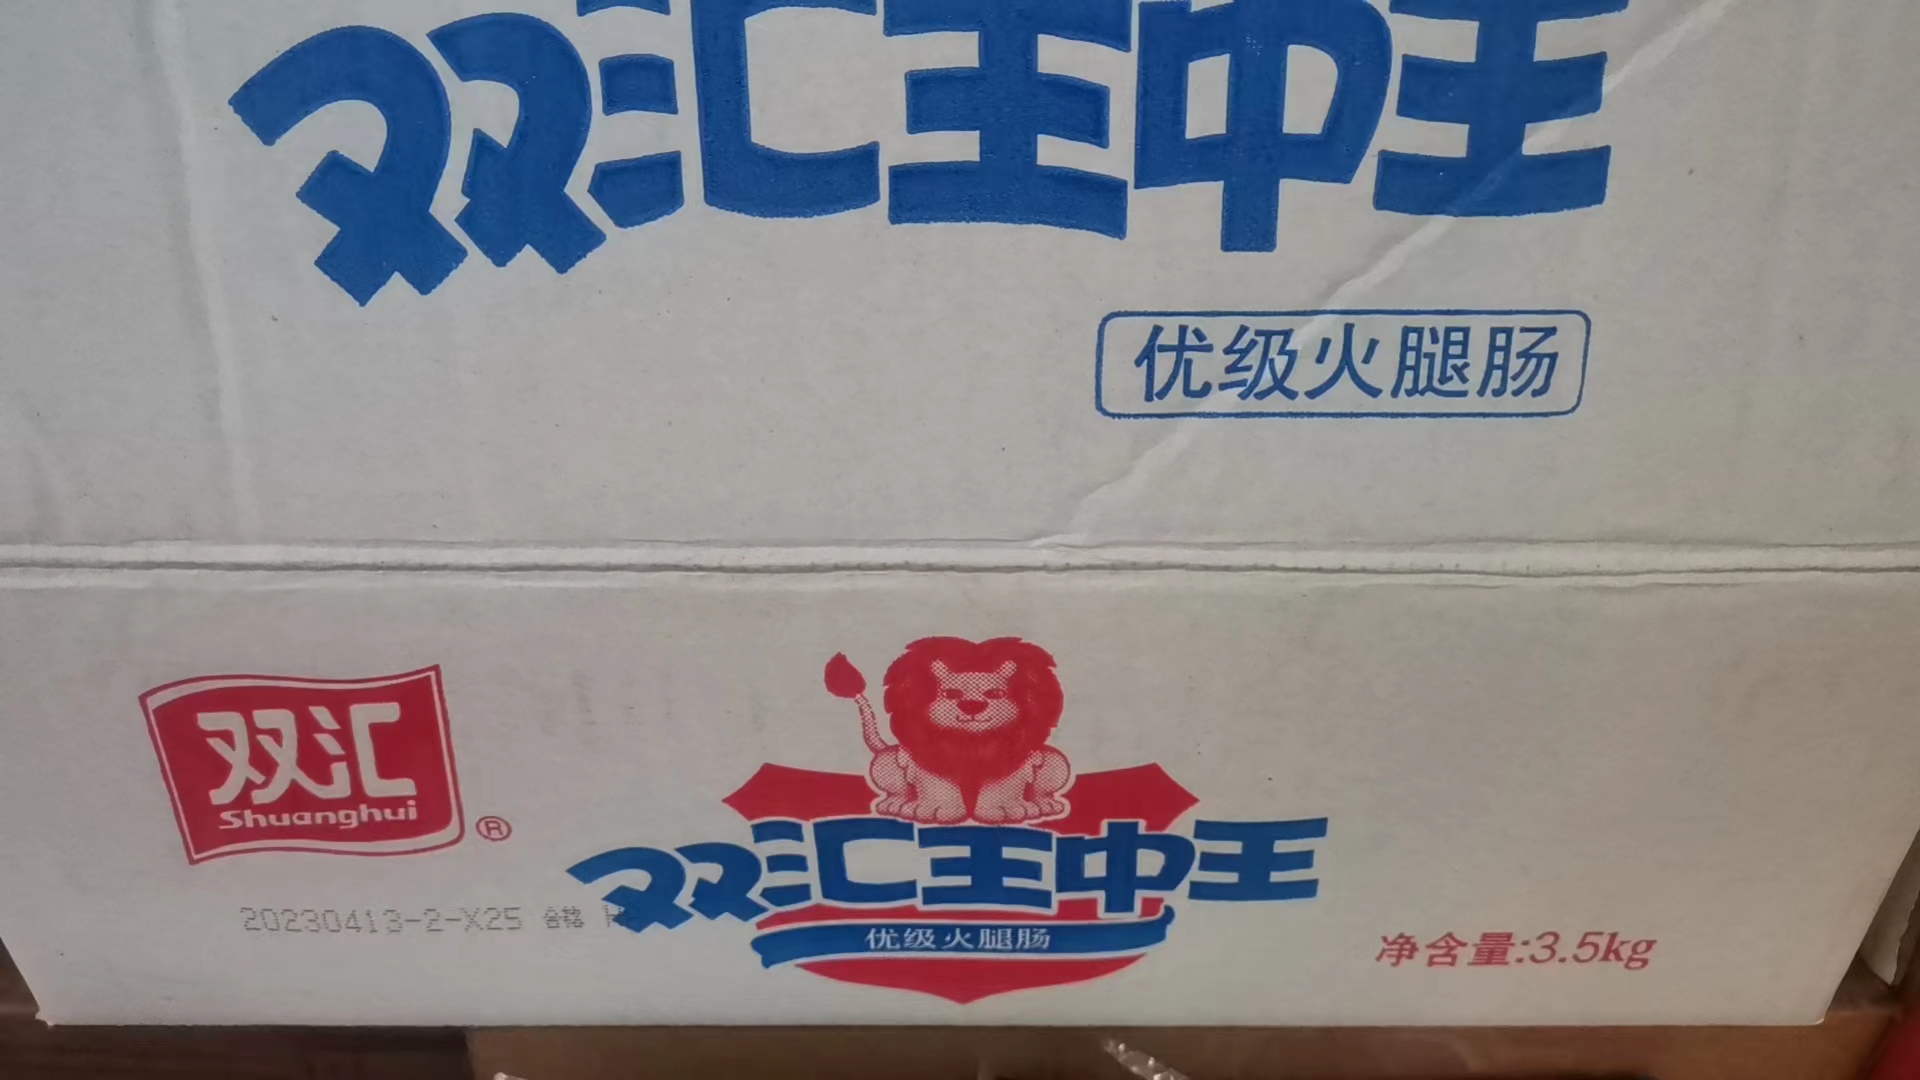 双汇王中王
优级火腿肠
双汇
Shuanghui
®
双汇王中王
优级火腿肠
20230413-2-X25 合格
净含量:3.5kg